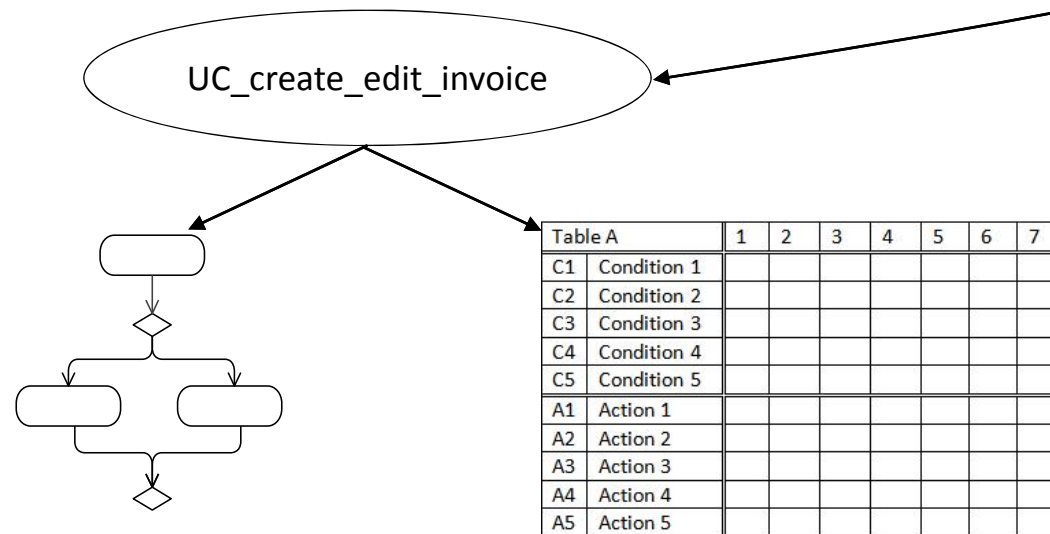 UC_create_edit_invoice
Table A 1 2 3 4 5 6 7
C1 Condition 1
C2 Condition 2
C3 Condition 3
C4 Condition 4
C5 Condition 5
A1 Action 1
A2 Action 2
A3 Action 3
A4 Action 4
A5 Action 5